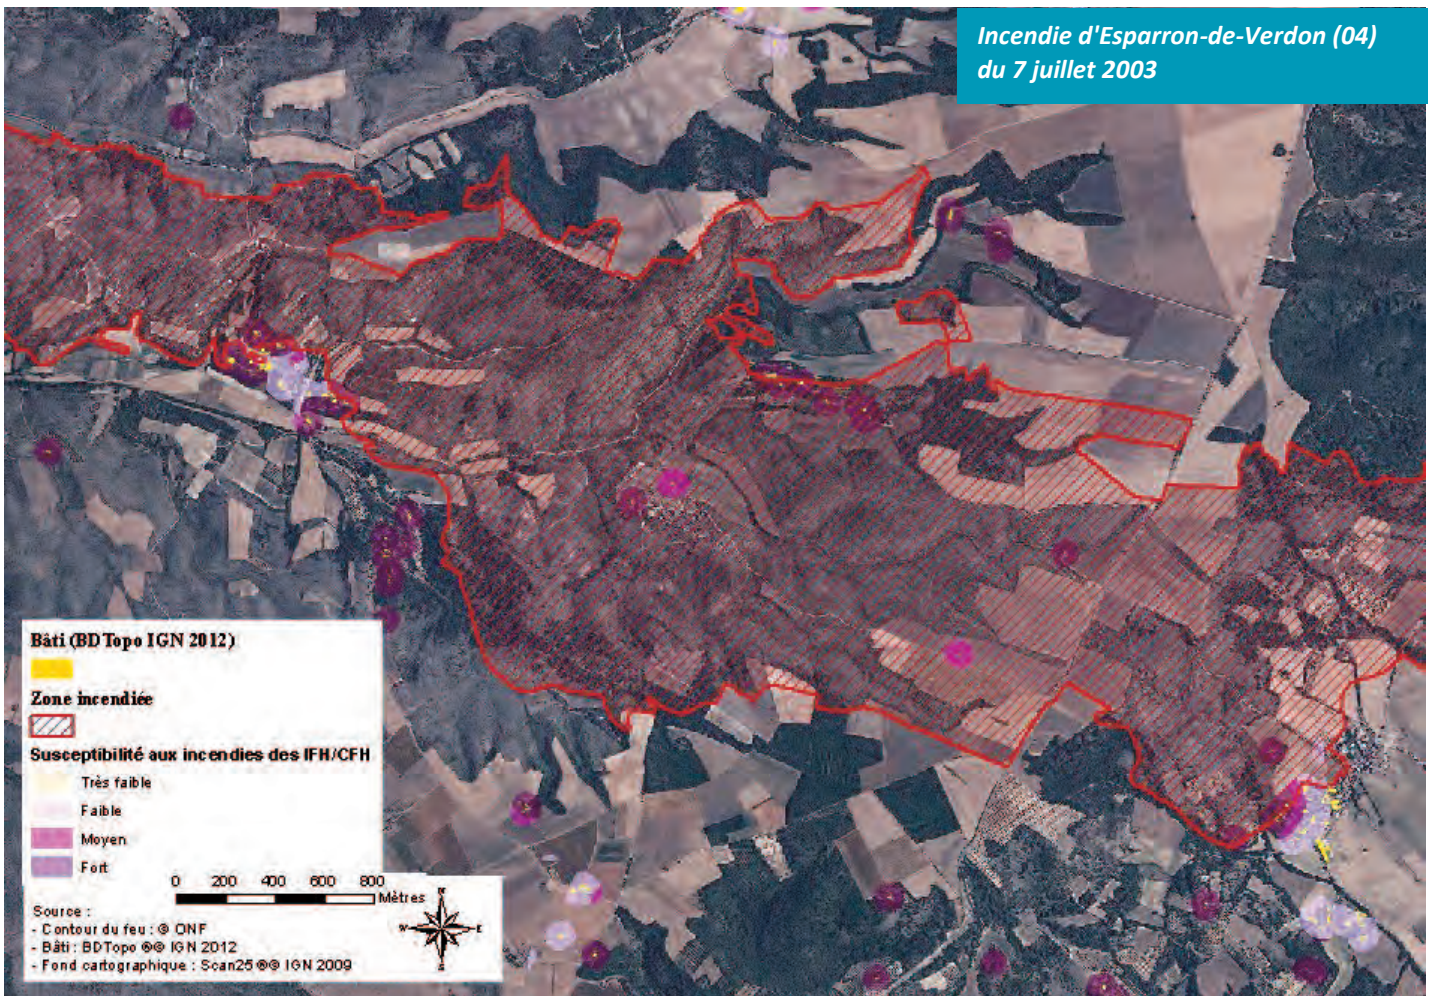 Incendie d'Esparron-de-Verdon (04)
du 7 juillet 2003
Bâti (BD Topo IGN 2012)
Zone incendiée
Susceptibilité aux incendies des IFH/CFH
Très faible
Faible
Moyen
Fort
0 200 400 600 800
Mètres
N
W E
S
Source :
- Contour du feu : © ONF
- Bâti : BDTopo ®© IGN 2012
- Fond cartographique : Scan25 ®© IGN 2009